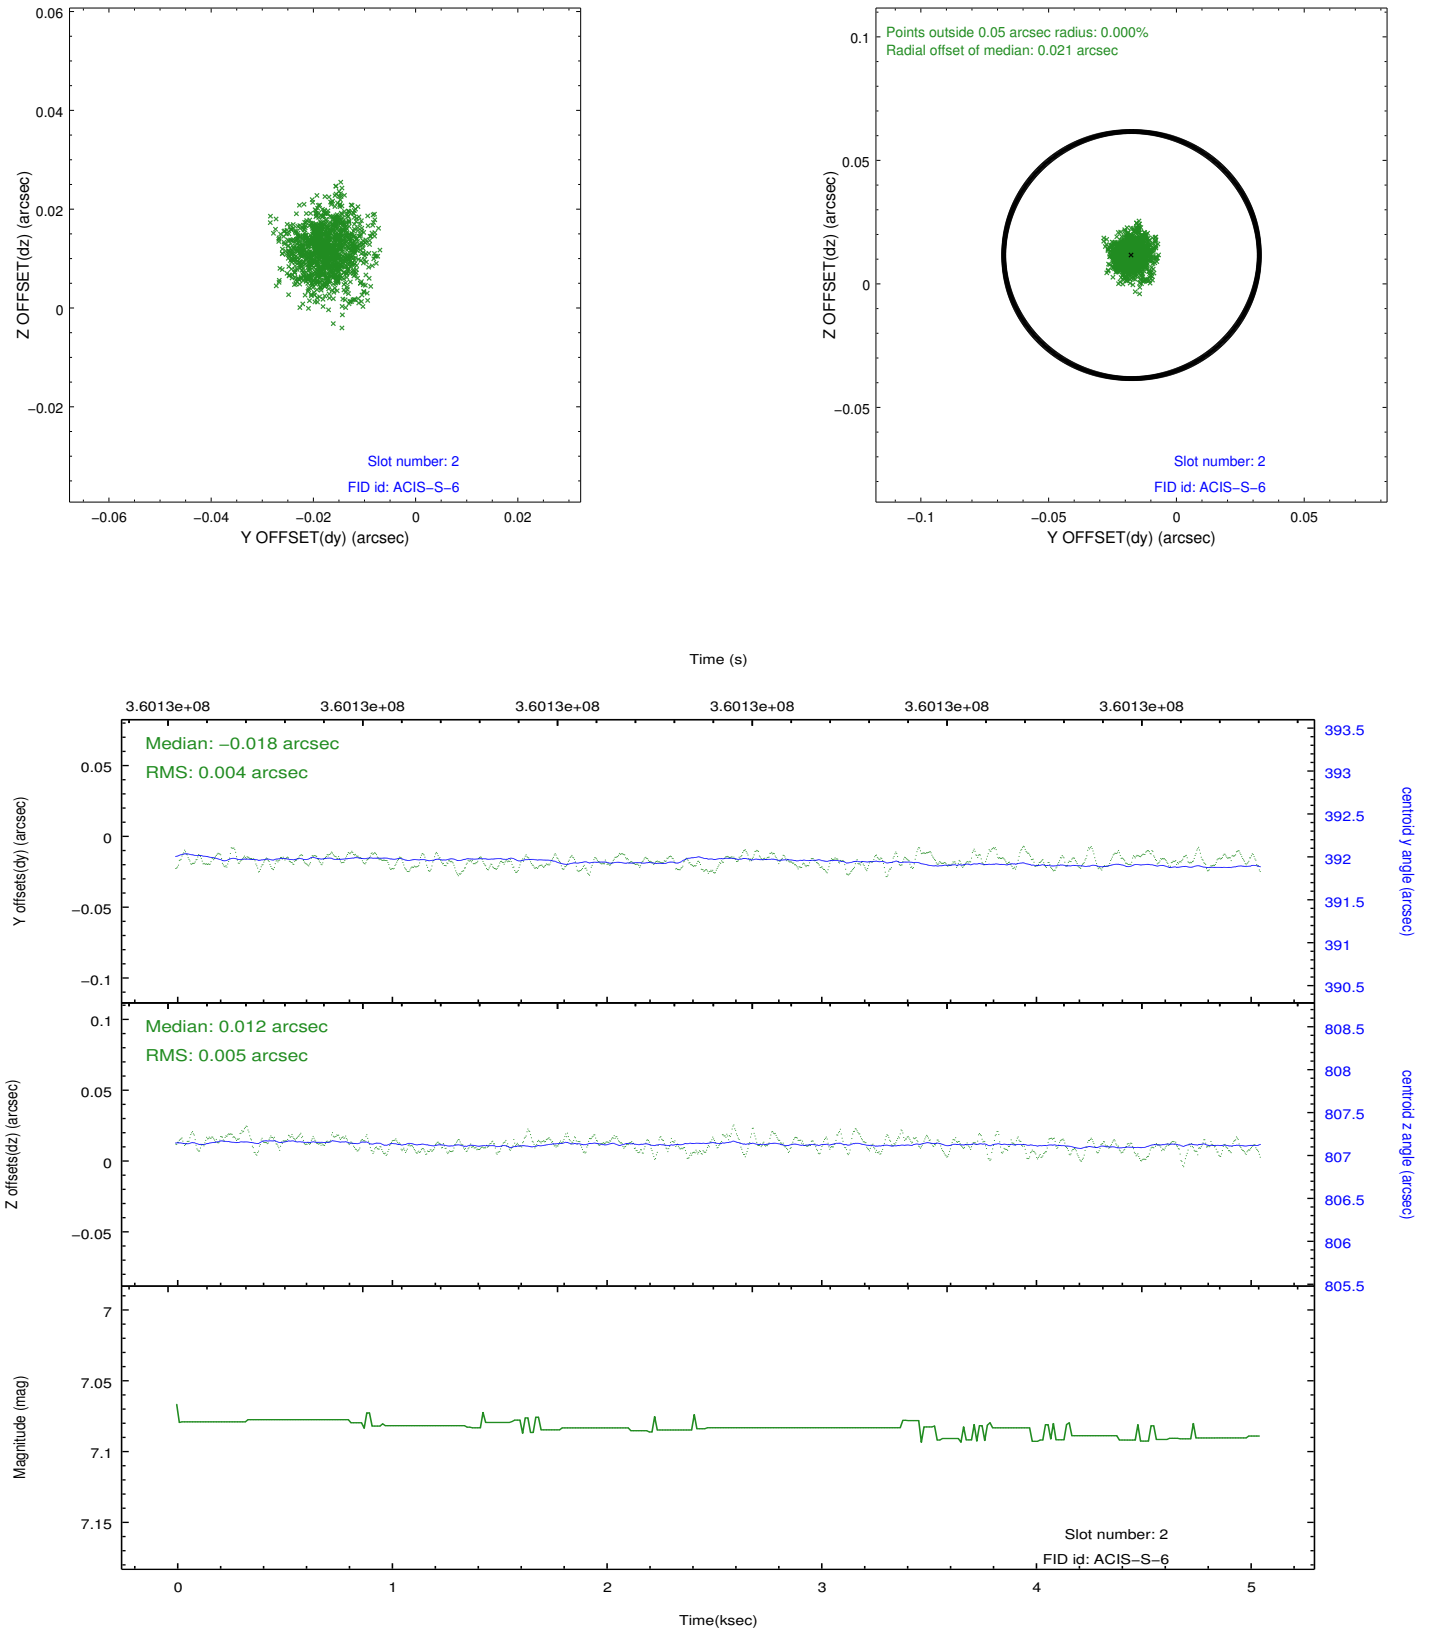 0.06
0.04
0.02
0
−0.02
Z OFFSET(dz) (arcsec)
Slot number: 2
FID id: ACIS−S−6
−0.06
−0.04
−0.02
0
0.02
Y OFFSET(dy) (arcsec)
Points outside 0.05 arcsec radius: 0.000%
Radial offset of median: 0.021 arcsec
0.1
0.05
0
−0.05
Z OFFSET(dz) (arcsec)
Slot number: 2
FID id: ACIS−S−6
−0.1
−0.05
0
0.05
Y OFFSET(dy) (arcsec)
Time (s)
3.6013e+08
3.6013e+08
3.6013e+08
3.6013e+08
3.6013e+08
3.6013e+08
Median: −0.018 arcsec
RMS: 0.004 arcsec
0.05
0
−0.05
−0.1
Y offsets(dy) (arcsec)
393.5
393
392.5
392
391.5
391
390.5
centroid y angle (arcsec)
Median: 0.012 arcsec
RMS: 0.005 arcsec
0.1
0.05
0
−0.05
Z offsets(dz) (arcsec)
808.5
808
807.5
807
806.5
806
805.5
centroid z angle (arcsec)
7
7.05
7.1
7.15
Magnitude (mag)
Slot number: 2
FID id: ACIS−S−6
0
1
2
3
4
5
Time(ksec)